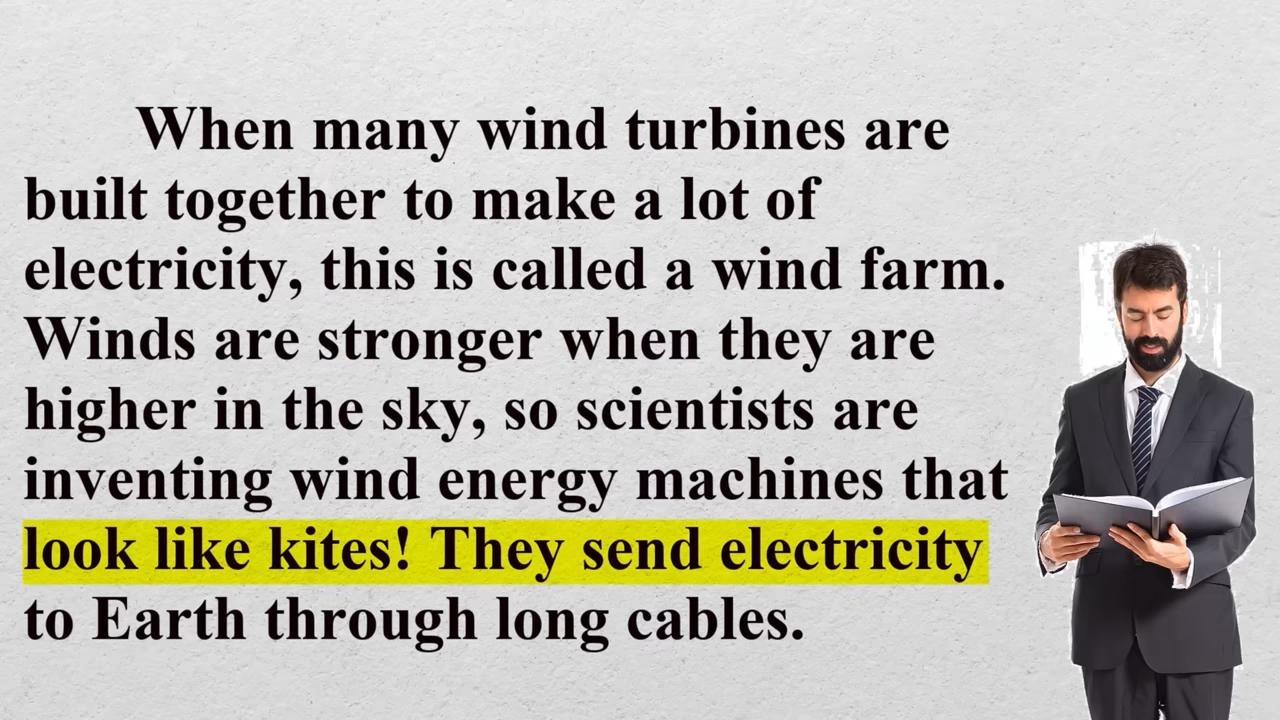 When many wind turbines are
built together to make a lot of
electricity, this is called a wind farm.
Winds are stronger when they are
higher in the sky, so scientists are
inventing wind energy machines that
look like kites! They send electricity
to Earth through long cables.